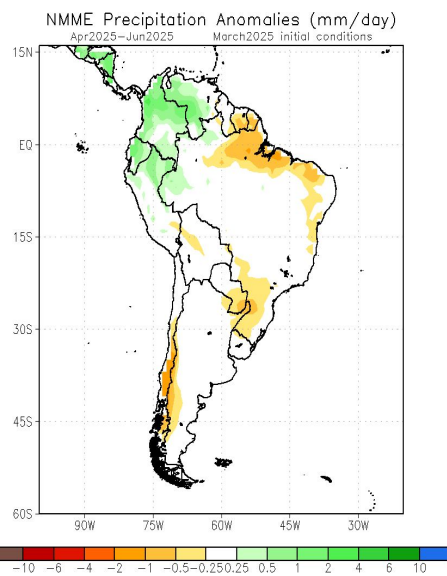 NMME Precipitation Anomalies (mm/day)
Apr2025-Jun2025 March2025 initial conditions
15N
EQ
15S
30S
45S
60S
90W 75W 60W 45W 30W
-10 -6 -4 -2 -1 -0.5 -0.25 0.25 0.5 1 2 4 6 10